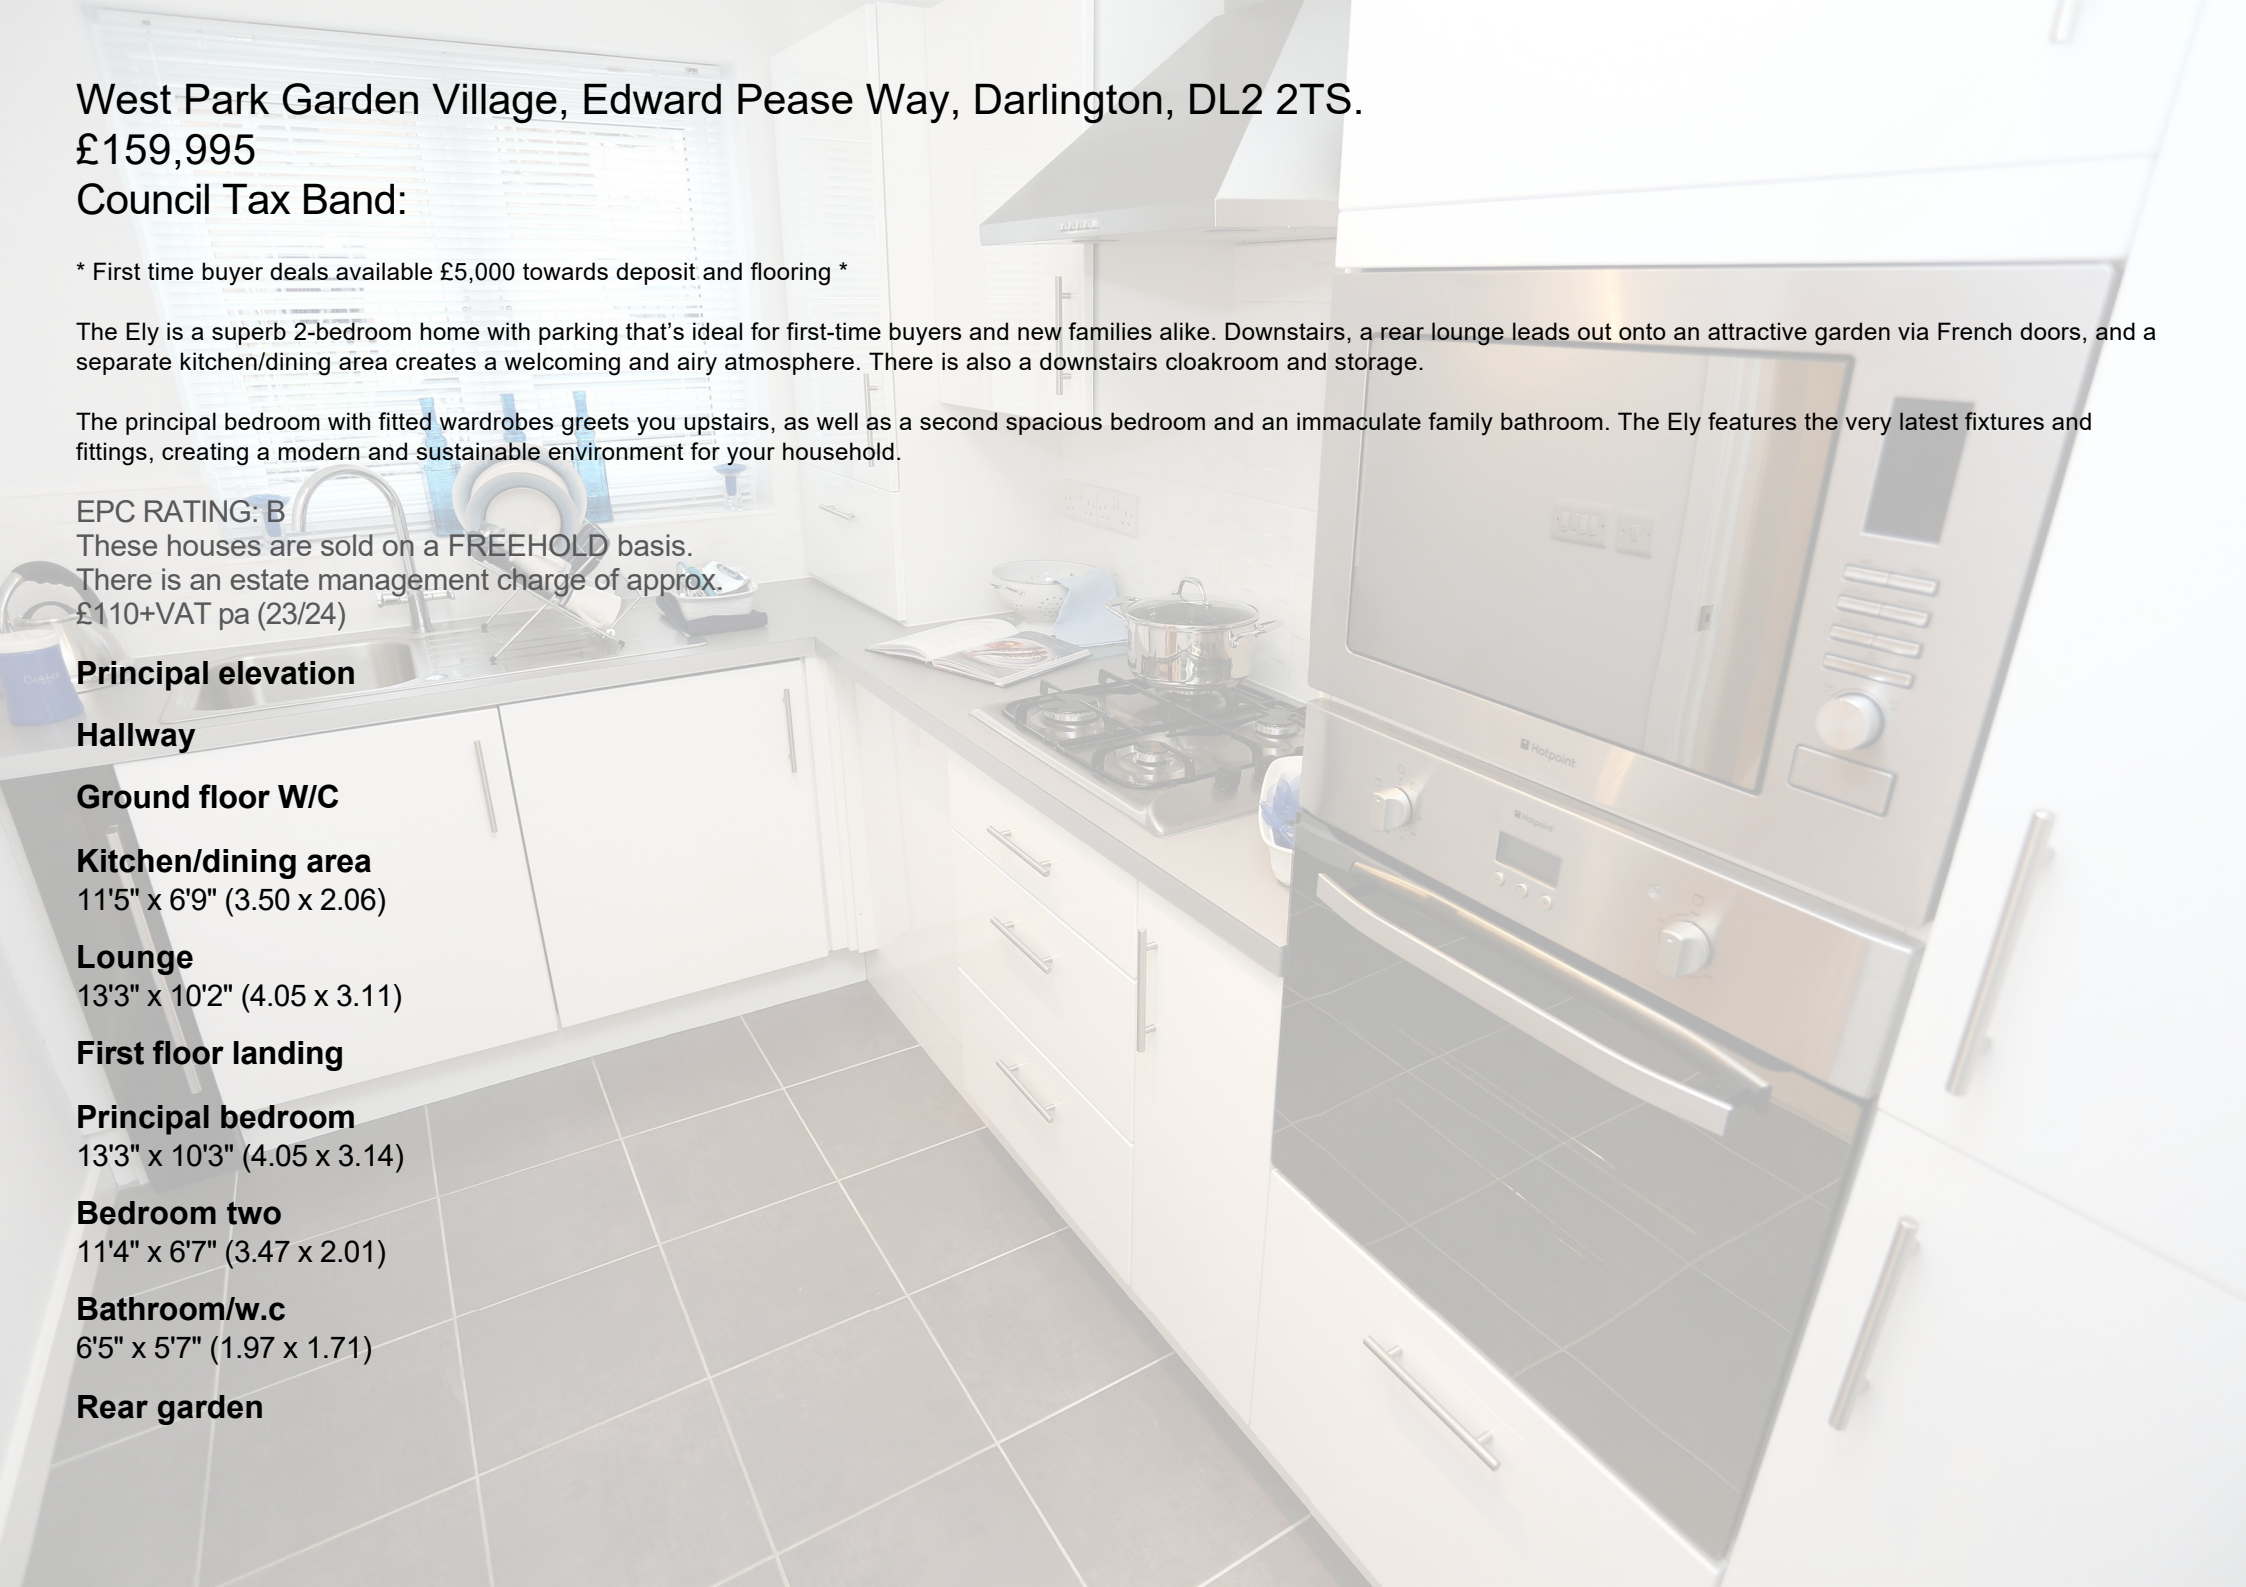 West Park Garden Village, Edward Pease Way, Darlington, DL2 2TS.
£159,995
Council Tax Band:
* First time buyer deals available £5,000 towards deposit and flooring *
The Ely is a superb 2-bedroom home with parking that’s ideal for first-time buyers and new families alike. Downstairs, a rear lounge leads out onto an attractive garden via French doors, and a
separate kitchen/dining area creates a welcoming and airy atmosphere. There is also a downstairs cloakroom and storage.
The principal bedroom with fitted wardrobes greets you upstairs, as well as a second spacious bedroom and an immaculate family bathroom. The Ely features the very latest fixtures and
fittings, creating a modern and sustainable environment for your household.
EPC RATING: B
These houses are sold on a FREEHOLD basis.
There is an estate management charge of approx.
£110+VAT pa (23/24)
Principal elevation
Hallway
Ground floor W/C
Kitchen/dining area
11'5" x 6'9" (3.50 x 2.06)
Lounge
13'3" x 10'2" (4.05 x 3.11)
First floor landing
Principal bedroom
13'3" x 10'3" (4.05 x 3.14)
Bedroom two
11'4" x 6'7" (3.47 x 2.01)
Bathroom/w.c
6'5" x 5'7" (1.97 x 1.71)
Rear garden
Coffee
Hotpoint
Hotpoint